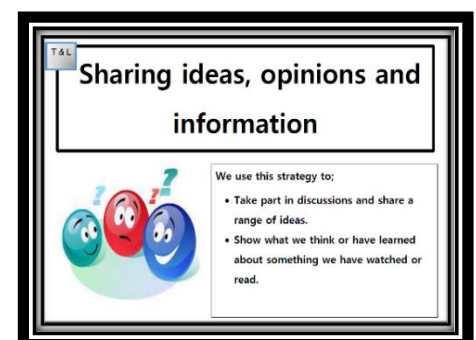 T & L
Sharing ideas, opinions and
information
? ? ? ?
We use this strategy to;
• Take part in discussions and share a
range of ideas.
• Show what we think or have learned
about something we have watched or
read.